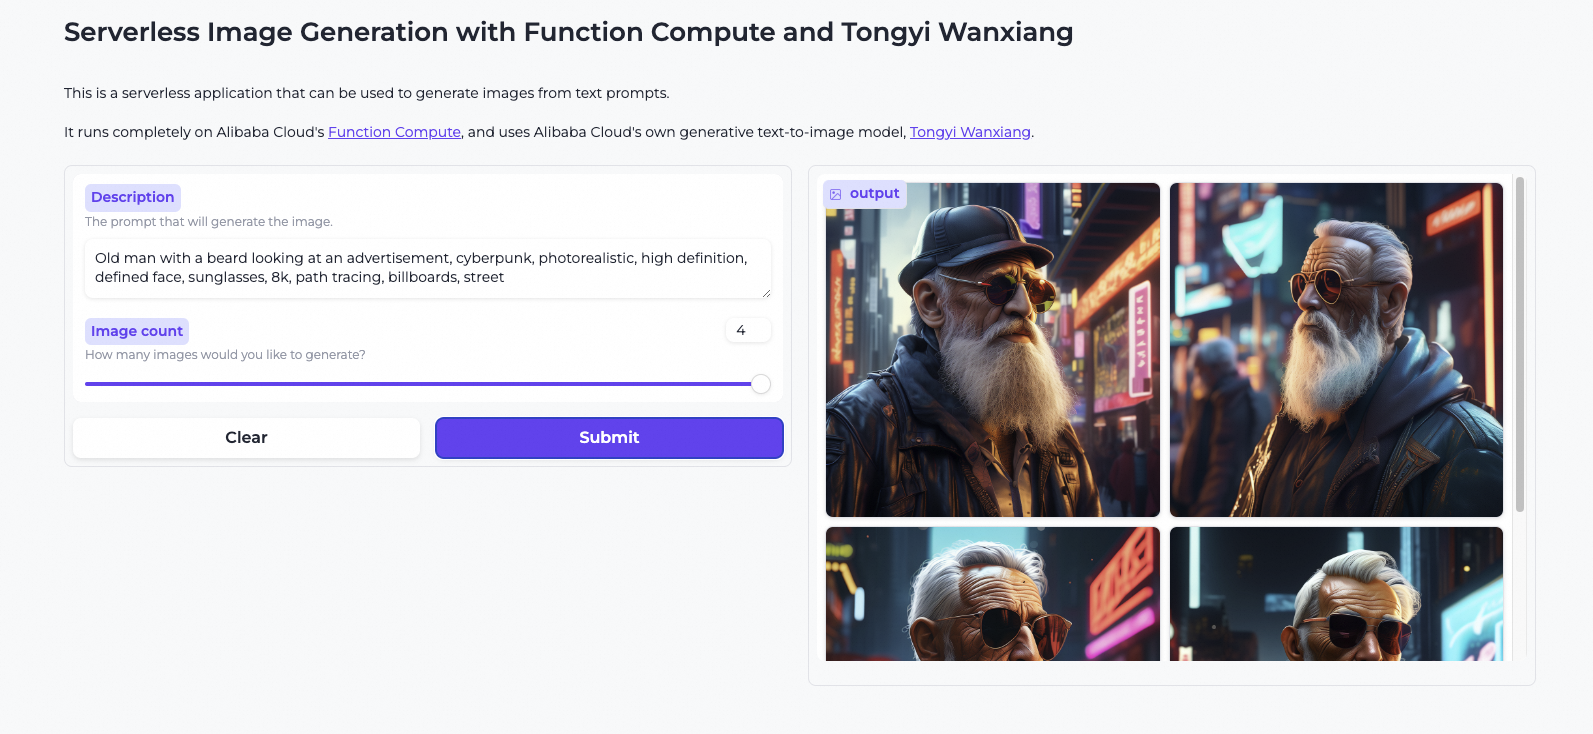 Serverless Image Generation with Function Compute and Tongyi Wanxiang
This is a serverless application that can be used to generate images from text prompts.
It runs completely on Alibaba Cloud's Function Compute, and uses Alibaba Cloud's own generative text-to-image model, Tongyi Wanxiang.
Description
The prompt that will generate the image.
Old man with a beard looking at an advertisement, cyberpunk, photorealistic, high definition,
defined face, sunglasses, 8k, path tracing, billboards, street
Image count
4
How many images would you like to generate?
Clear
Submit
output